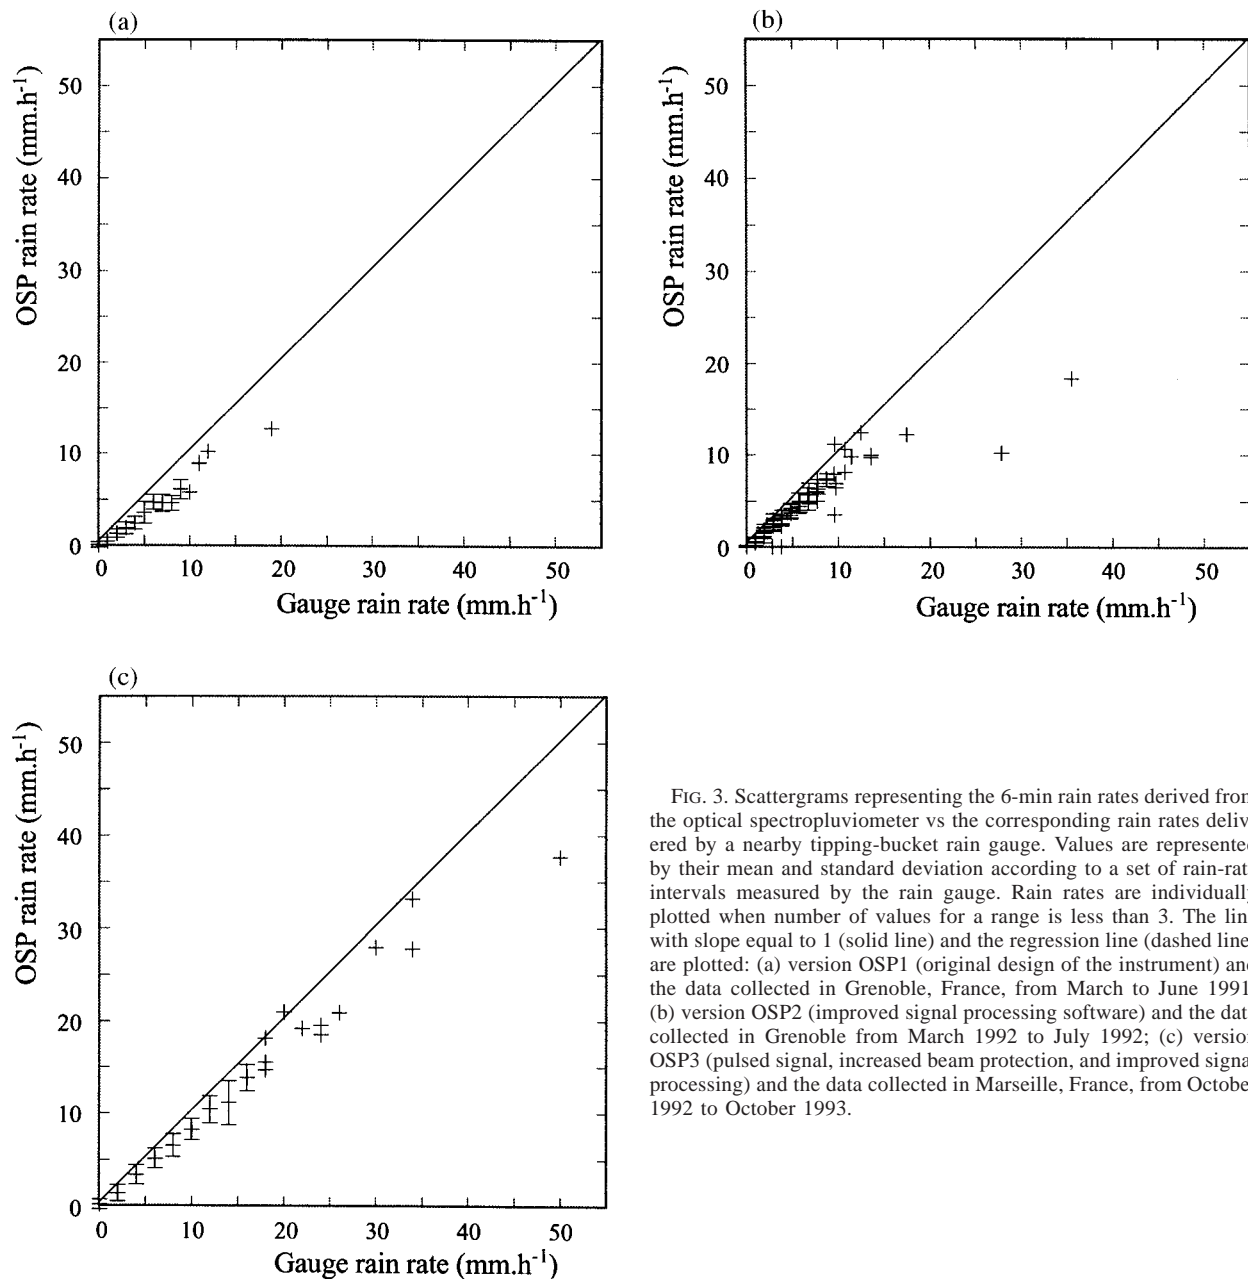 (a)
OSP rain rate (mm.h-1)
50
40
30
20
10
0
0 10 20 30 40 50
Gauge rain rate (mm.h-1)
(b)
OSP rain rate (mm.h-1)
50
40
30
20
10
0
0 10 20 30 40 50
Gauge rain rate (mm.h-1)
(c)
OSP rain rate (mm.h-1)
50
40
30
20
10
0
0 10 20 30 40 50
Gauge rain rate (mm.h-1)
FIG. 3. Scattergrams representing the 6-min rain rates derived from
the optical spectropluviometer vs the corresponding rain rates deliv
ered by a nearby tipping-bucket rain gauge. Values are represented
by their mean and standard deviation according to a set of rain-rat
intervals measured by the rain gauge. Rain rates are individuall
plotted when number of values for a range is less than 3. The lin
with slope equal to 1 (solid line) and the regression line (dashed line
are plotted: (a) version OSP1 (original design of the instrument) and
the data collected in Grenoble, France, from March to June 1991
(b) version OSP2 (improved signal processing software) and the dat
collected in Grenoble from March 1992 to July 1992; (c) version
OSP3 (pulsed signal, increased beam protection, and improved signa
processing) and the data collected in Marseille, France, from Octobe
1992 to October 1993.